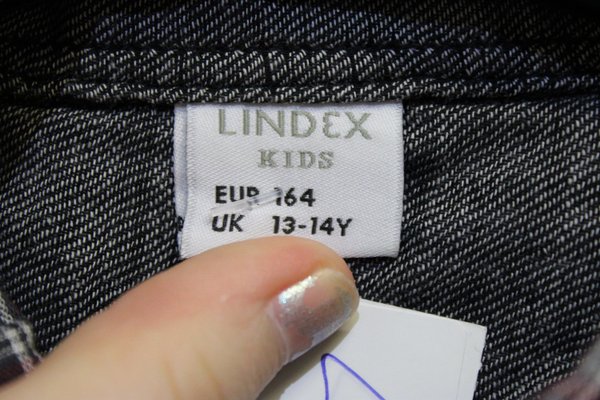 LINDEX
KIDS
EUR 164
UK 13-14Y